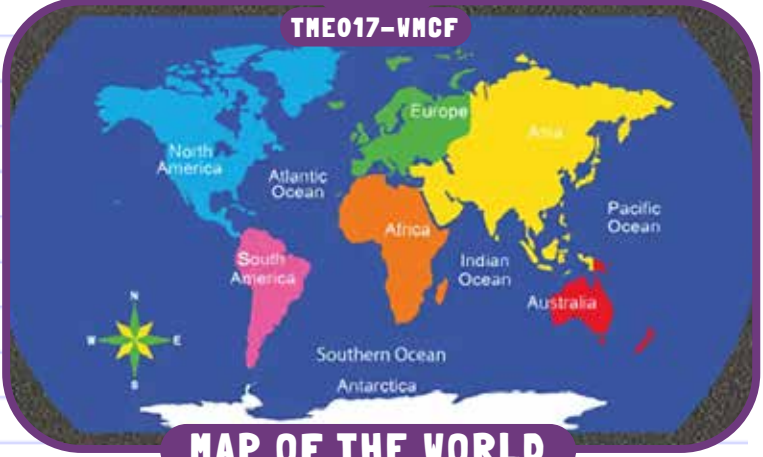 TME017-WMCF
Europe
Asia
North
America
Atlantic
Ocean
Pacific
Ocean
Africa
South
America
Indian
Ocean
Australia
N
W
E
S
Southern Ocean
Antarctica
MAP OF THE WORLD